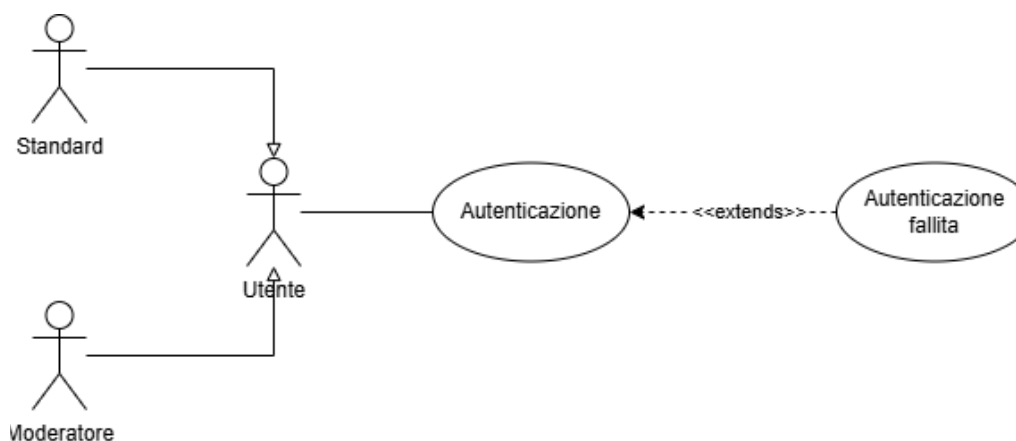 Standard
Autenticazione
<<extends>>
Autenticazione
fallita
Utente
Moderatore